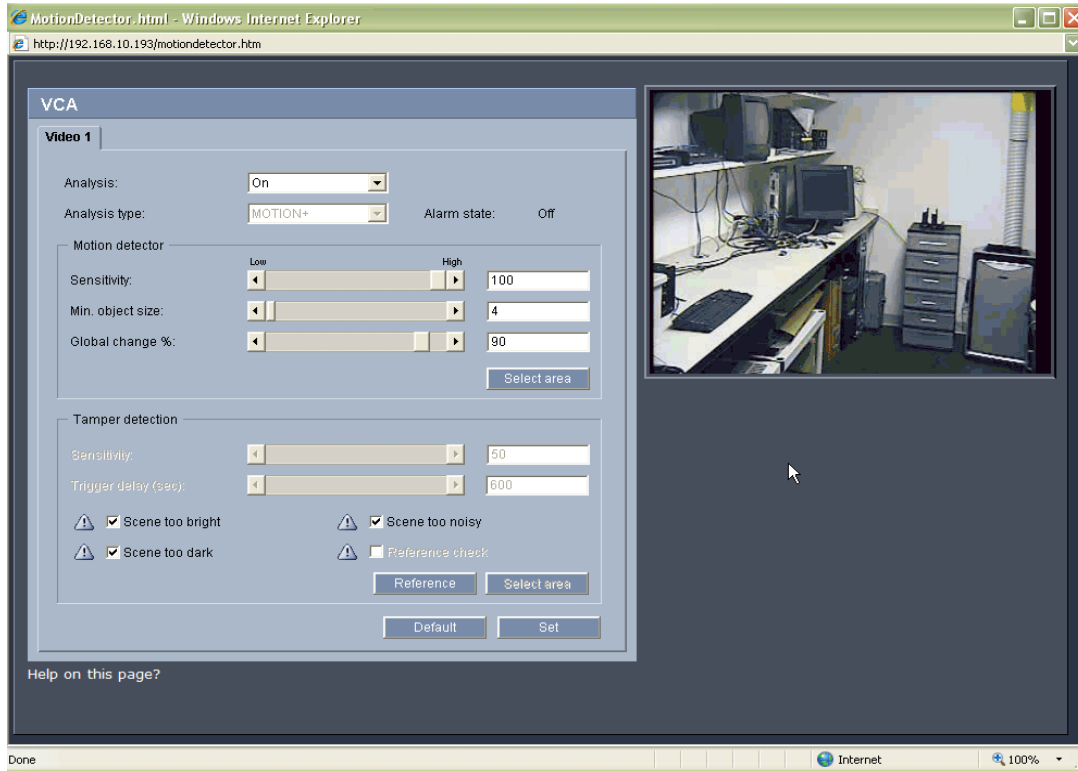 MotionDetector.html - Windows Internet Explorer
http://192.168.10.193/motiondetector.htm
VCA
Video 1
Analysis: On
Analysis type: MOTION+ Alarm state: Off
Motion detector
Low High
Sensitivity: 100
Min. object size: 4
Global change %: 90
Select area
Tamper detection
Sensitivity: 50
Trigger delay (sec): 600
Scene too bright Scene too noisy
Scene too dark Reference check
Reference Select area
Default Set
Help on this page?
Done Internet 100%